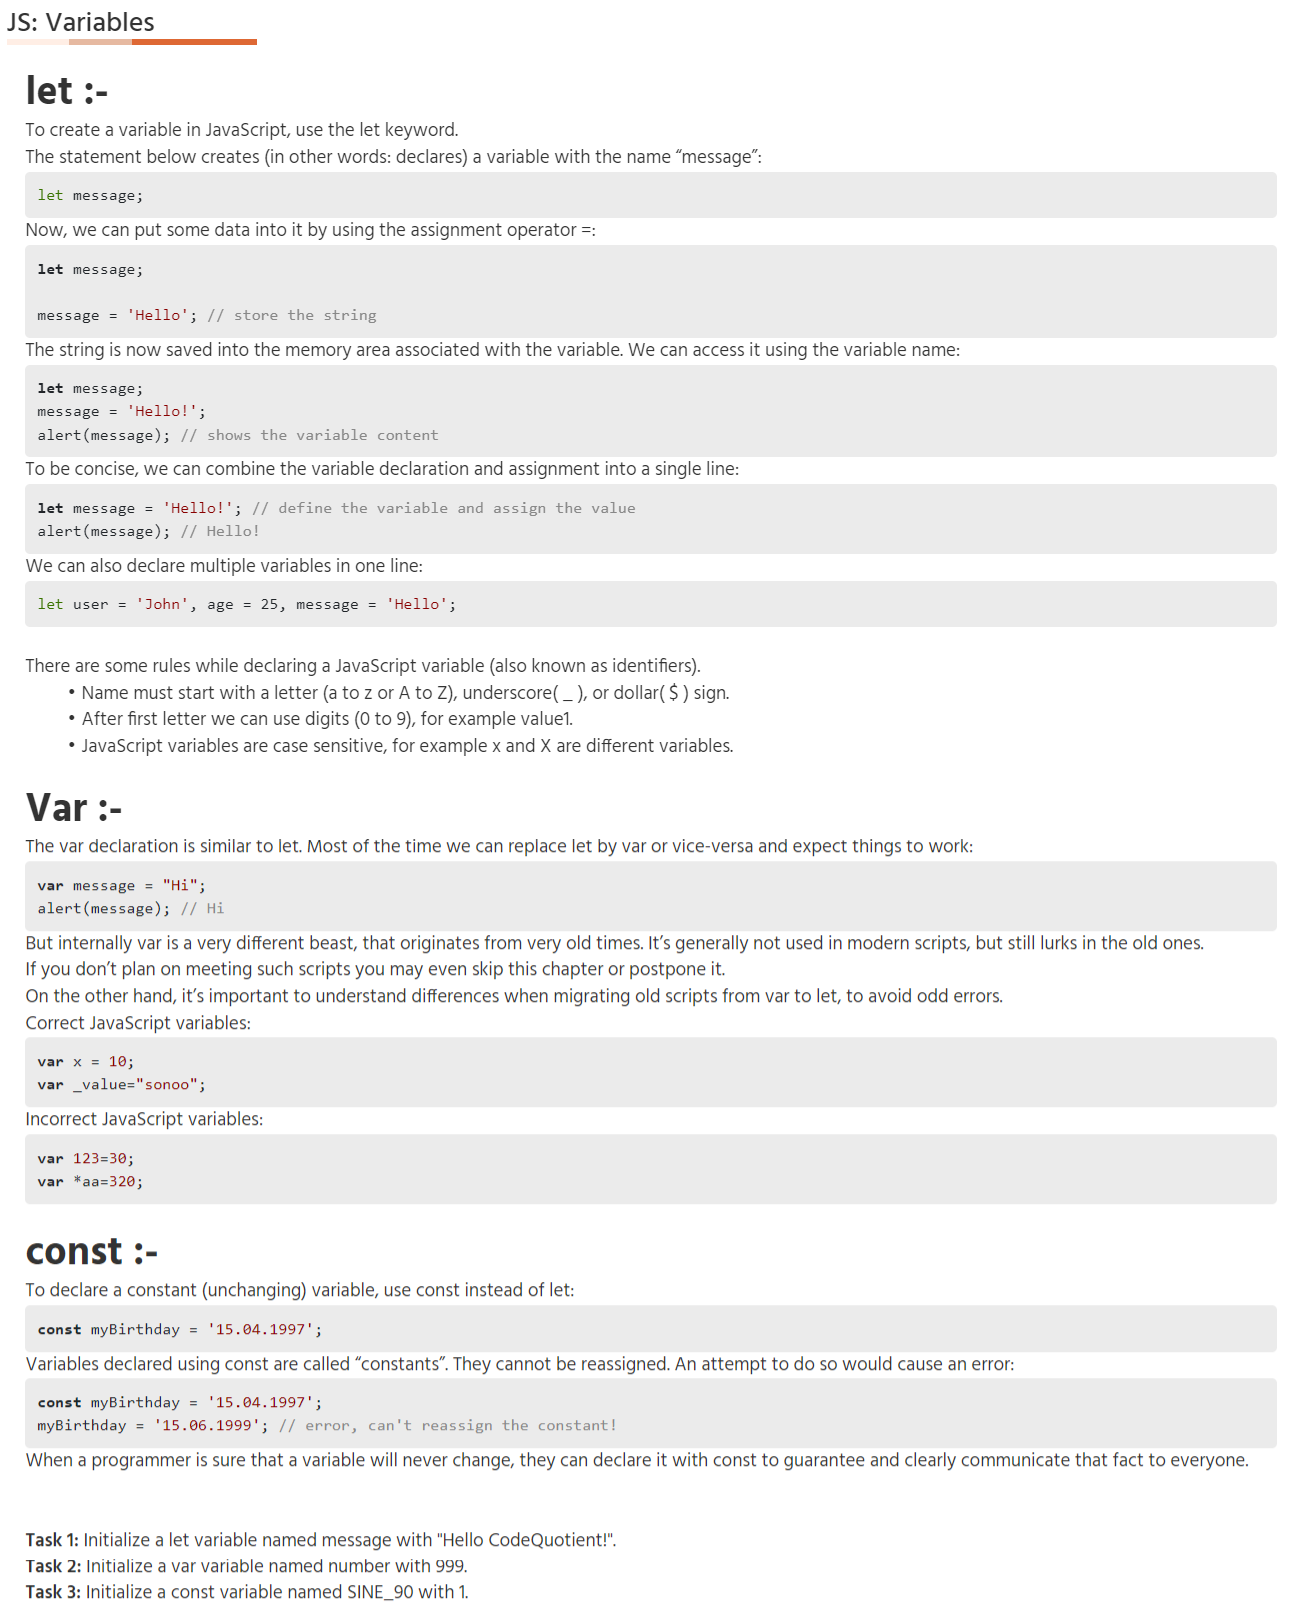 JS: Variables
let :-
To create a variable in JavaScript, use the let keyword.
The statement below creates (in other words: declares) a variable with the name “message”:
let message;
Now, we can put some data into it by using the assignment operator =:
let message;
message = 'Hello'; // store the string
The string is now saved into the memory area associated with the variable. We can access it using the variable name:
let message;
message = 'Hello!';
alert(message); // shows the variable content
To be concise, we can combine the variable declaration and assignment into a single line:
let message = 'Hello!'; // define the variable and assign the value
alert(message); // Hello!
We can also declare multiple variables in one line:
let user = 'John', age = 25, message = 'Hello';
There are some rules while declaring a JavaScript variable (also known as identifiers).
• Name must start with a letter (a to z or A to Z), underscore( _ ), or dollar( $ ) sign.
• After first letter we can use digits (0 to 9), for example value1.
• JavaScript variables are case sensitive, for example x and X are different variables.
Var :-
The var declaration is similar to let. Most of the time we can replace let by var or vice-versa and expect things to work:
var message = "Hi";
alert(message); // Hi
But internally var is a very different beast, that originates from very old times. It’s generally not used in modern scripts, but still lurks in the old ones.
If you don’t plan on meeting such scripts you may even skip this chapter or postpone it.
On the other hand, it’s important to understand differences when migrating old scripts from var to let, to avoid odd errors.
Correct JavaScript variables:
var x = 10;
var _value="sonoo";
Incorrect JavaScript variables:
var 123=30;
var *aa=320;
const :-
To declare a constant (unchanging) variable, use const instead of let:
const myBirthday = '15.04.1997';
Variables declared using const are called “constants”. They cannot be reassigned. An attempt to do so would cause an error:
const myBirthday = '15.04.1997';
myBirthday = '15.06.1999'; // error, can't reassign the constant!
When a programmer is sure that a variable will never change, they can declare it with const to guarantee and clearly communicate that fact to everyone.
Task 1: Initialize a let variable named message with "Hello CodeQuotient!".
Task 2: Initialize a var variable named number with 999.
Task 3: Initialize a const variable named SINE_90 with 1.